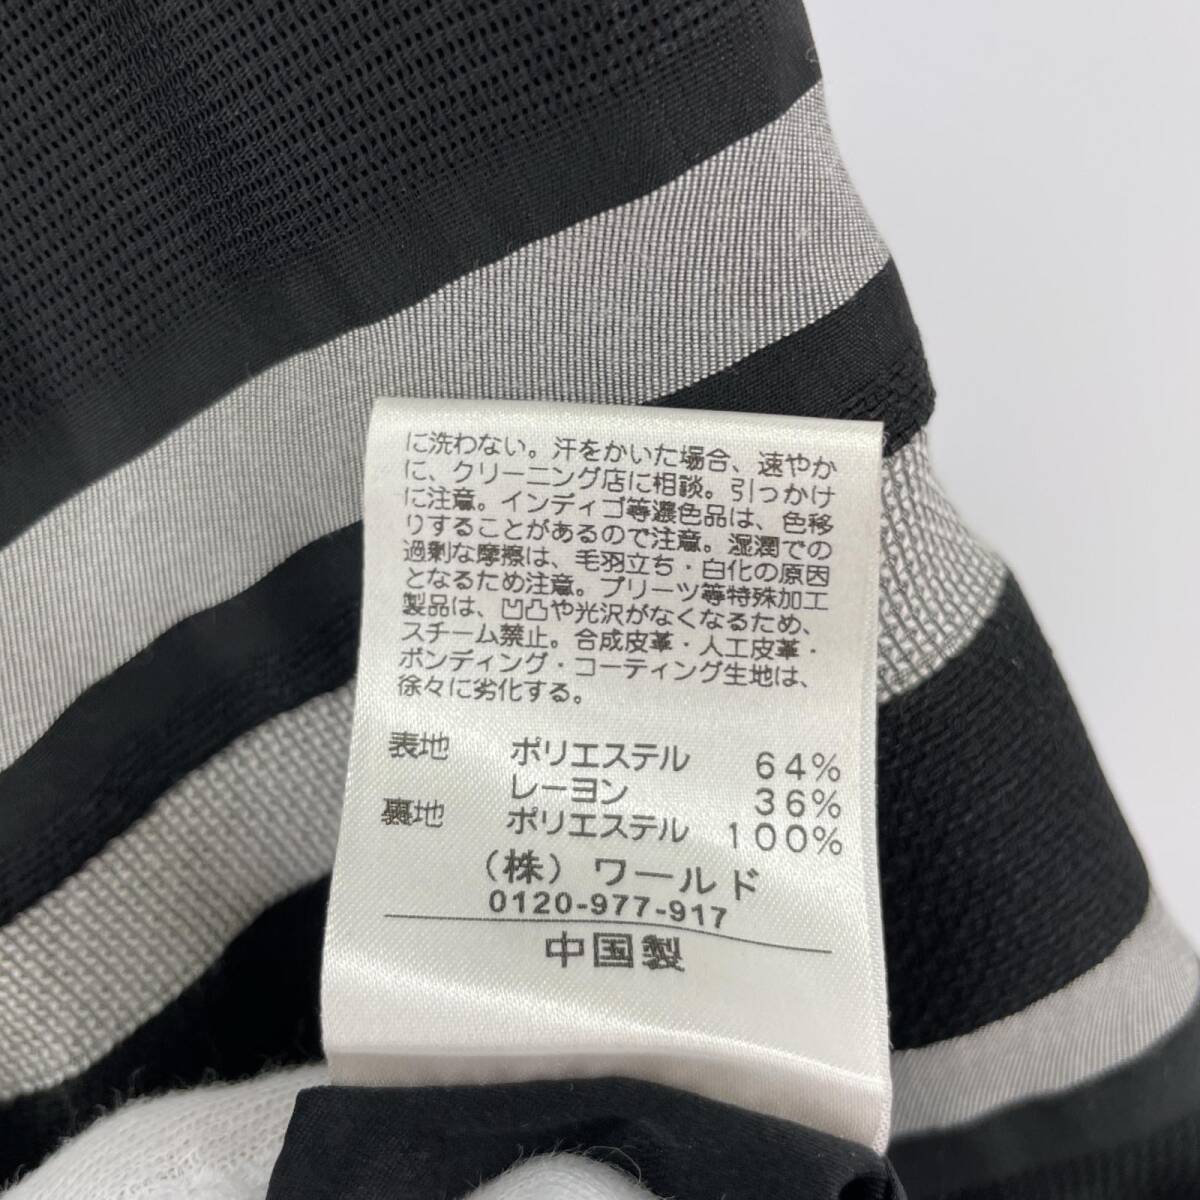 に洗わない。汗をかいた場合、速やか
に、クリーニング店に相談。引っかけ
に注意。インディゴ等濃色品は、色移
りすることがあるので注意。湿潤での
過剰な摩擦は、毛羽立ち・白化の原因
となるため注意。プリーツ等特殊加工
製品は、凹凸や光沢がなくなるため、
スチーム禁止。合成皮革・人工皮革・
ボンディング・コーティング生地は、
徐々に劣化する。
表地 ポリエステル 64%
レーヨン 36%
裏地 ポリエステル 100%
（株）ワールド
0120-977-917
中国製